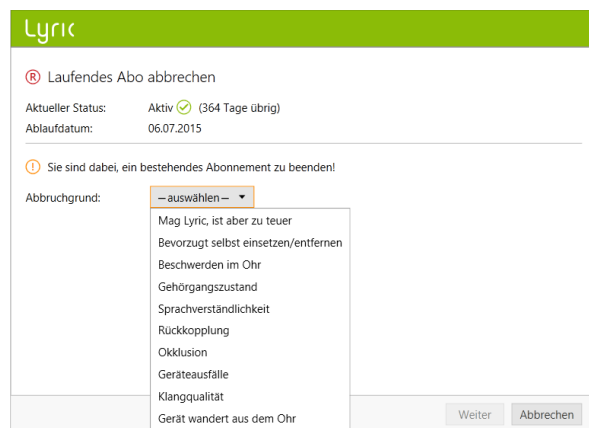 Lyric
R Laufendes Abo abbrechen
Aktueller Status: Aktiv (364 Tage übrig)
Ablaufdatum: 06.07.2015
! Sie sind dabei, ein bestehendes Abonnement zu beenden!
Abbruchgrund: – auswählen –
Mag Lyric, ist aber zu teuer
Bevorzugt selbst einsetzen/entfernen
Beschwerden im Ohr
Gehörgangszustand
Sprachverständlichkeit
Rückkopplung
Okklusion
Geräteausfälle
Klangqualität
Gerät wandert aus dem Ohr
Weiter Abbrechen